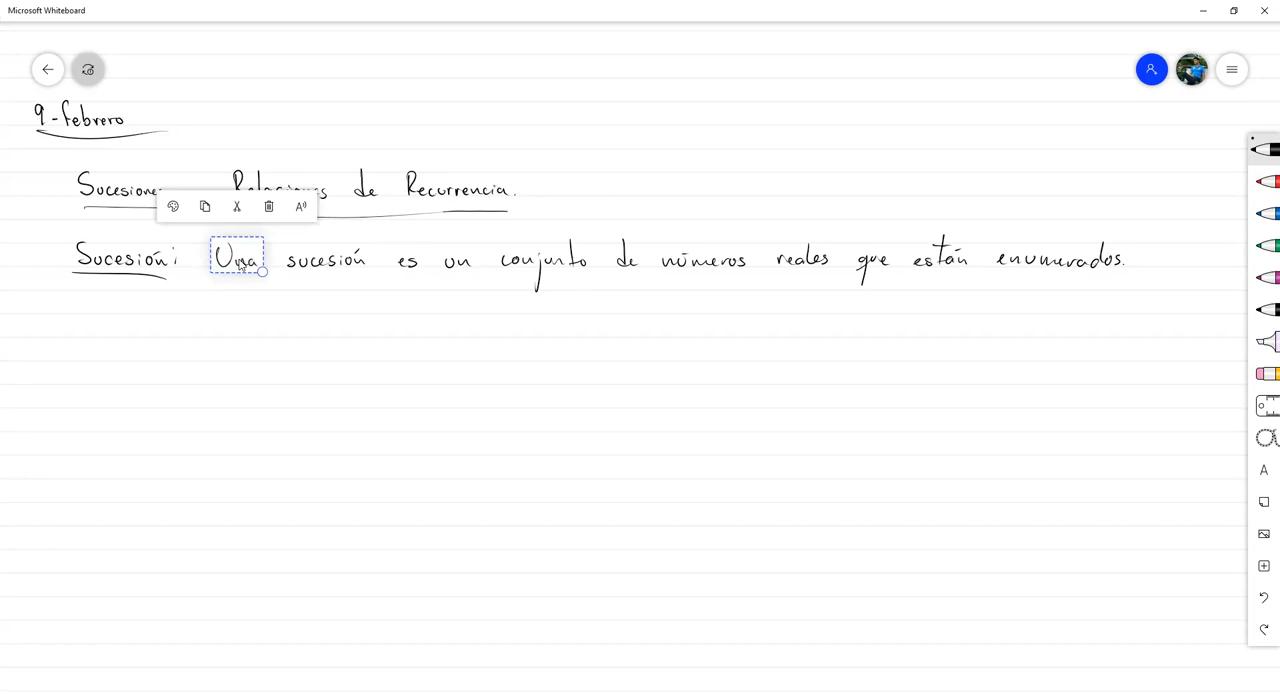 Microsoft Whiteboard
9-febrero
Sucesiones Relaciones de Recurrencia.
Sucesión: Una sucesión es un conjunto de números reales que están enumerados.
A